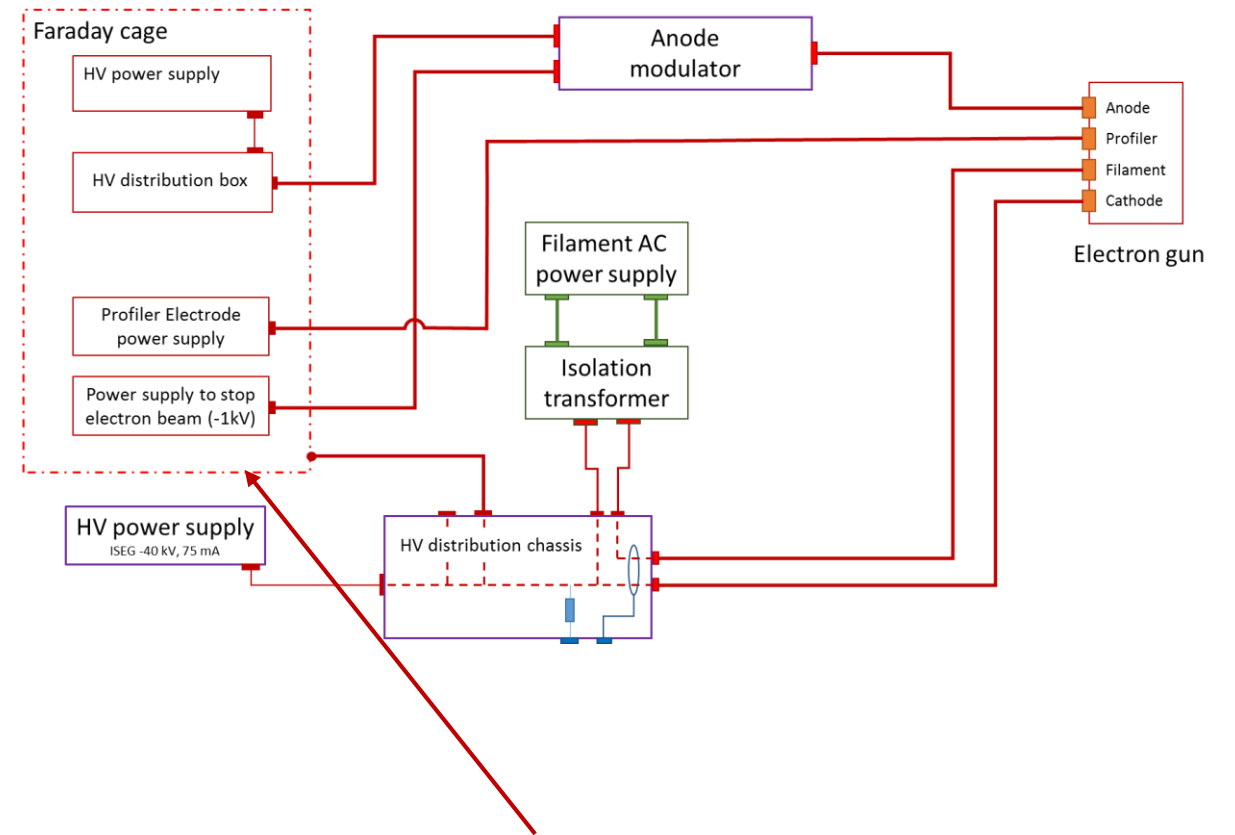 Faraday cage
HV power supply
HV distribution box
Profiler Electrode
power supply
Power supply to stop
electron beam (-1kV)
HV power supply
ISEG -40 kV, 75 mA
Anode
modulator
Filament AC
power supply
Isolation
transformer
HV distribution chassis
Anode
Profiler
Filament
Cathode
Electron gun